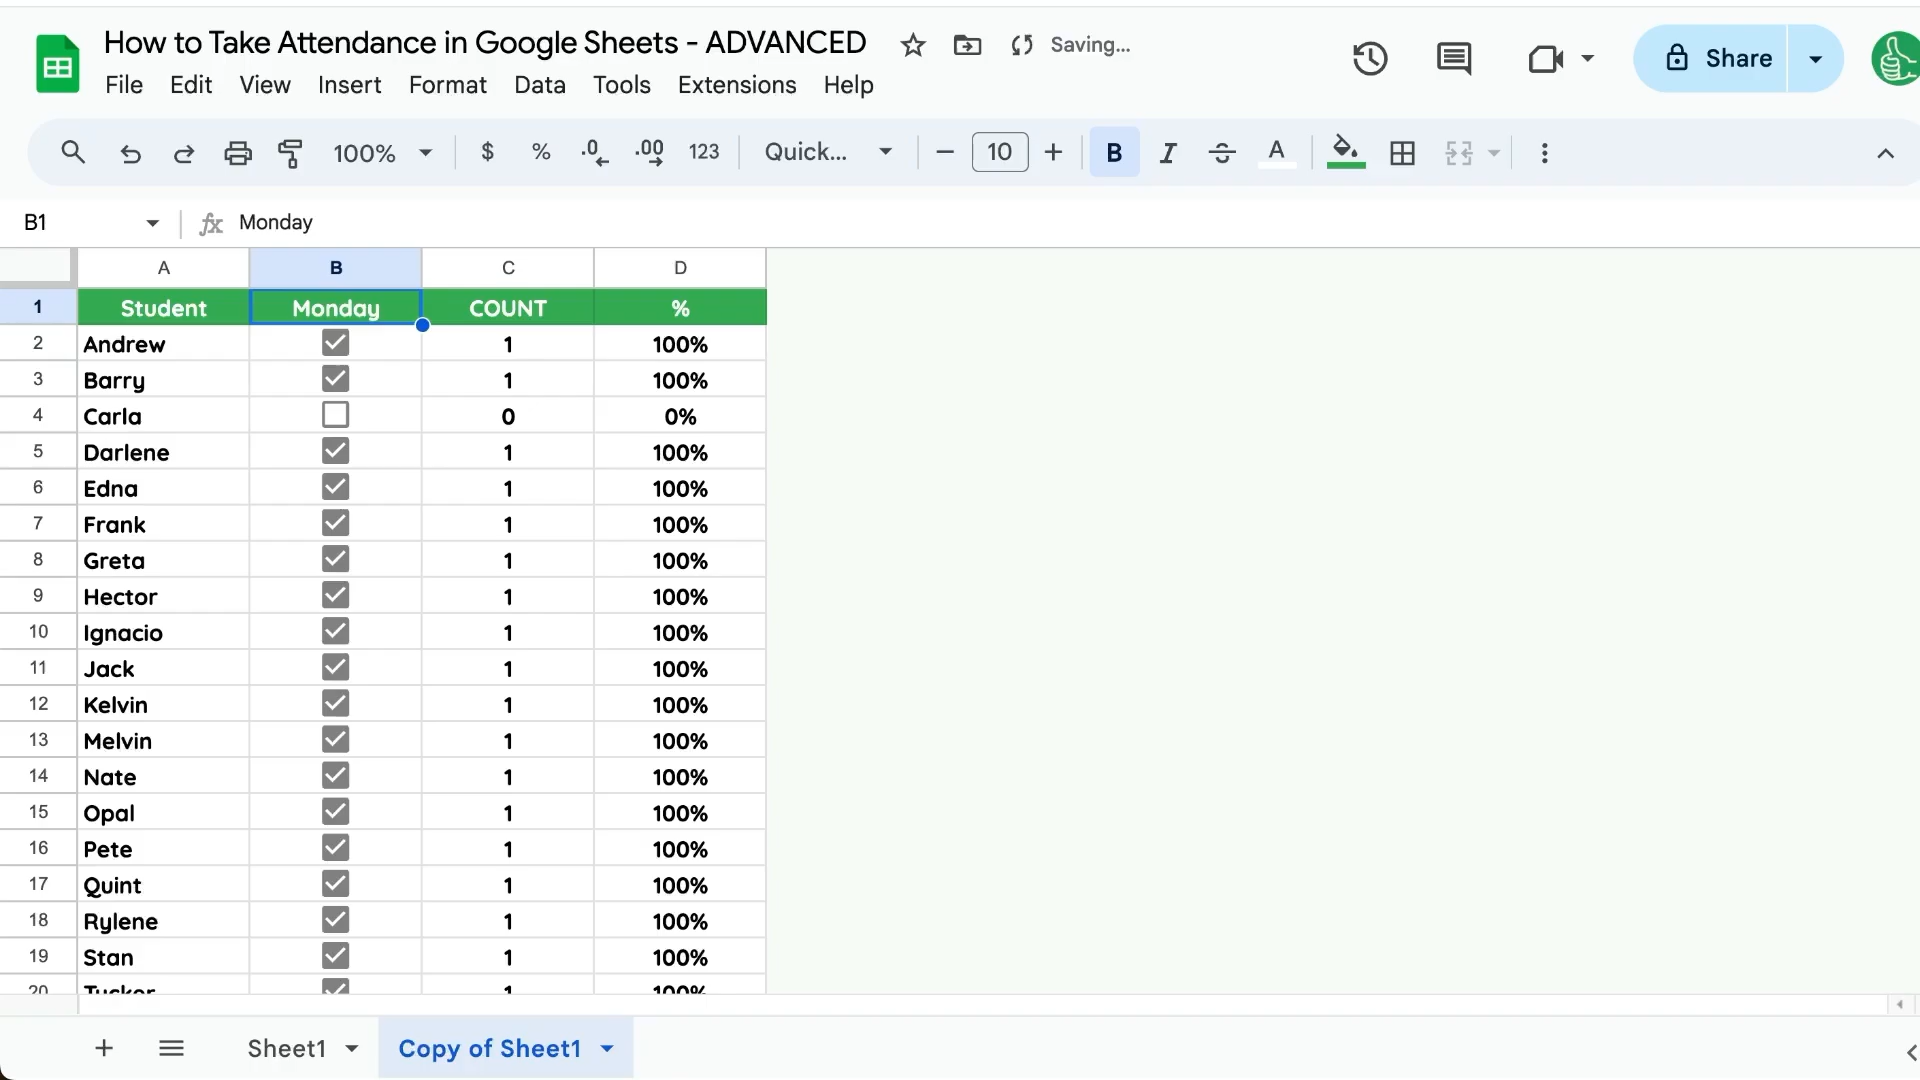 How to Take Attendance in Google Sheets - ADVANCED Saving...
File Edit View Insert Format Data Tools Extensions Help
Share
100% $ % .0 .00 123 Quick... 10 B I S A
B1 fx Monday
A B C D
1 Student Monday COUNT %
2 Andrew 1 100%
3 Barry 1 100%
4 Carla 0 0%
5 Darlene 1 100%
6 Edna 1 100%
7 Frank 1 100%
8 Greta 1 100%
9 Hector 1 100%
10 Ignacio 1 100%
11 Jack 1 100%
12 Kelvin 1 100%
13 Melvin 1 100%
14 Nate 1 100%
15 Opal 1 100%
16 Pete 1 100%
17 Quint 1 100%
18 Rylene 1 100%
19 Stan 1 100%
20 Tucker 1 100%
Sheet1 Copy of Sheet1